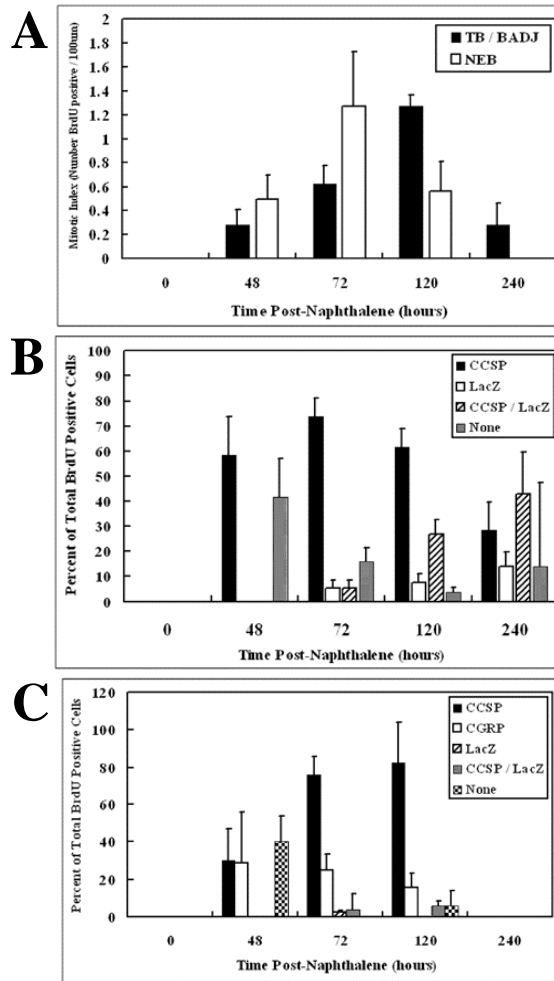 A
Mitotic Index (Number BrdU positive / 100um)
2
1.8
1.6
1.4
1.2
1
0.8
0.6
0.4
0.2
0
TB / BADJ
NEB
0 48 72 120 240
Time Post-Naphthalene (hours)
B
Percent of Total BrdU Positive Cells
100
90
80
70
60
50
40
30
20
10
0
CCSP
LacZ
CCSP / LacZ
None
0 48 72 120 240
Time Post-Naphthalene (hours)
C
Percent of Total BrdU Positive Cells
120
100
80
60
40
20
0
CCSP
CGRP
LacZ
CCSP / LacZ
None
0 48 72 120 240
Time Post-Naphthalene (hours)